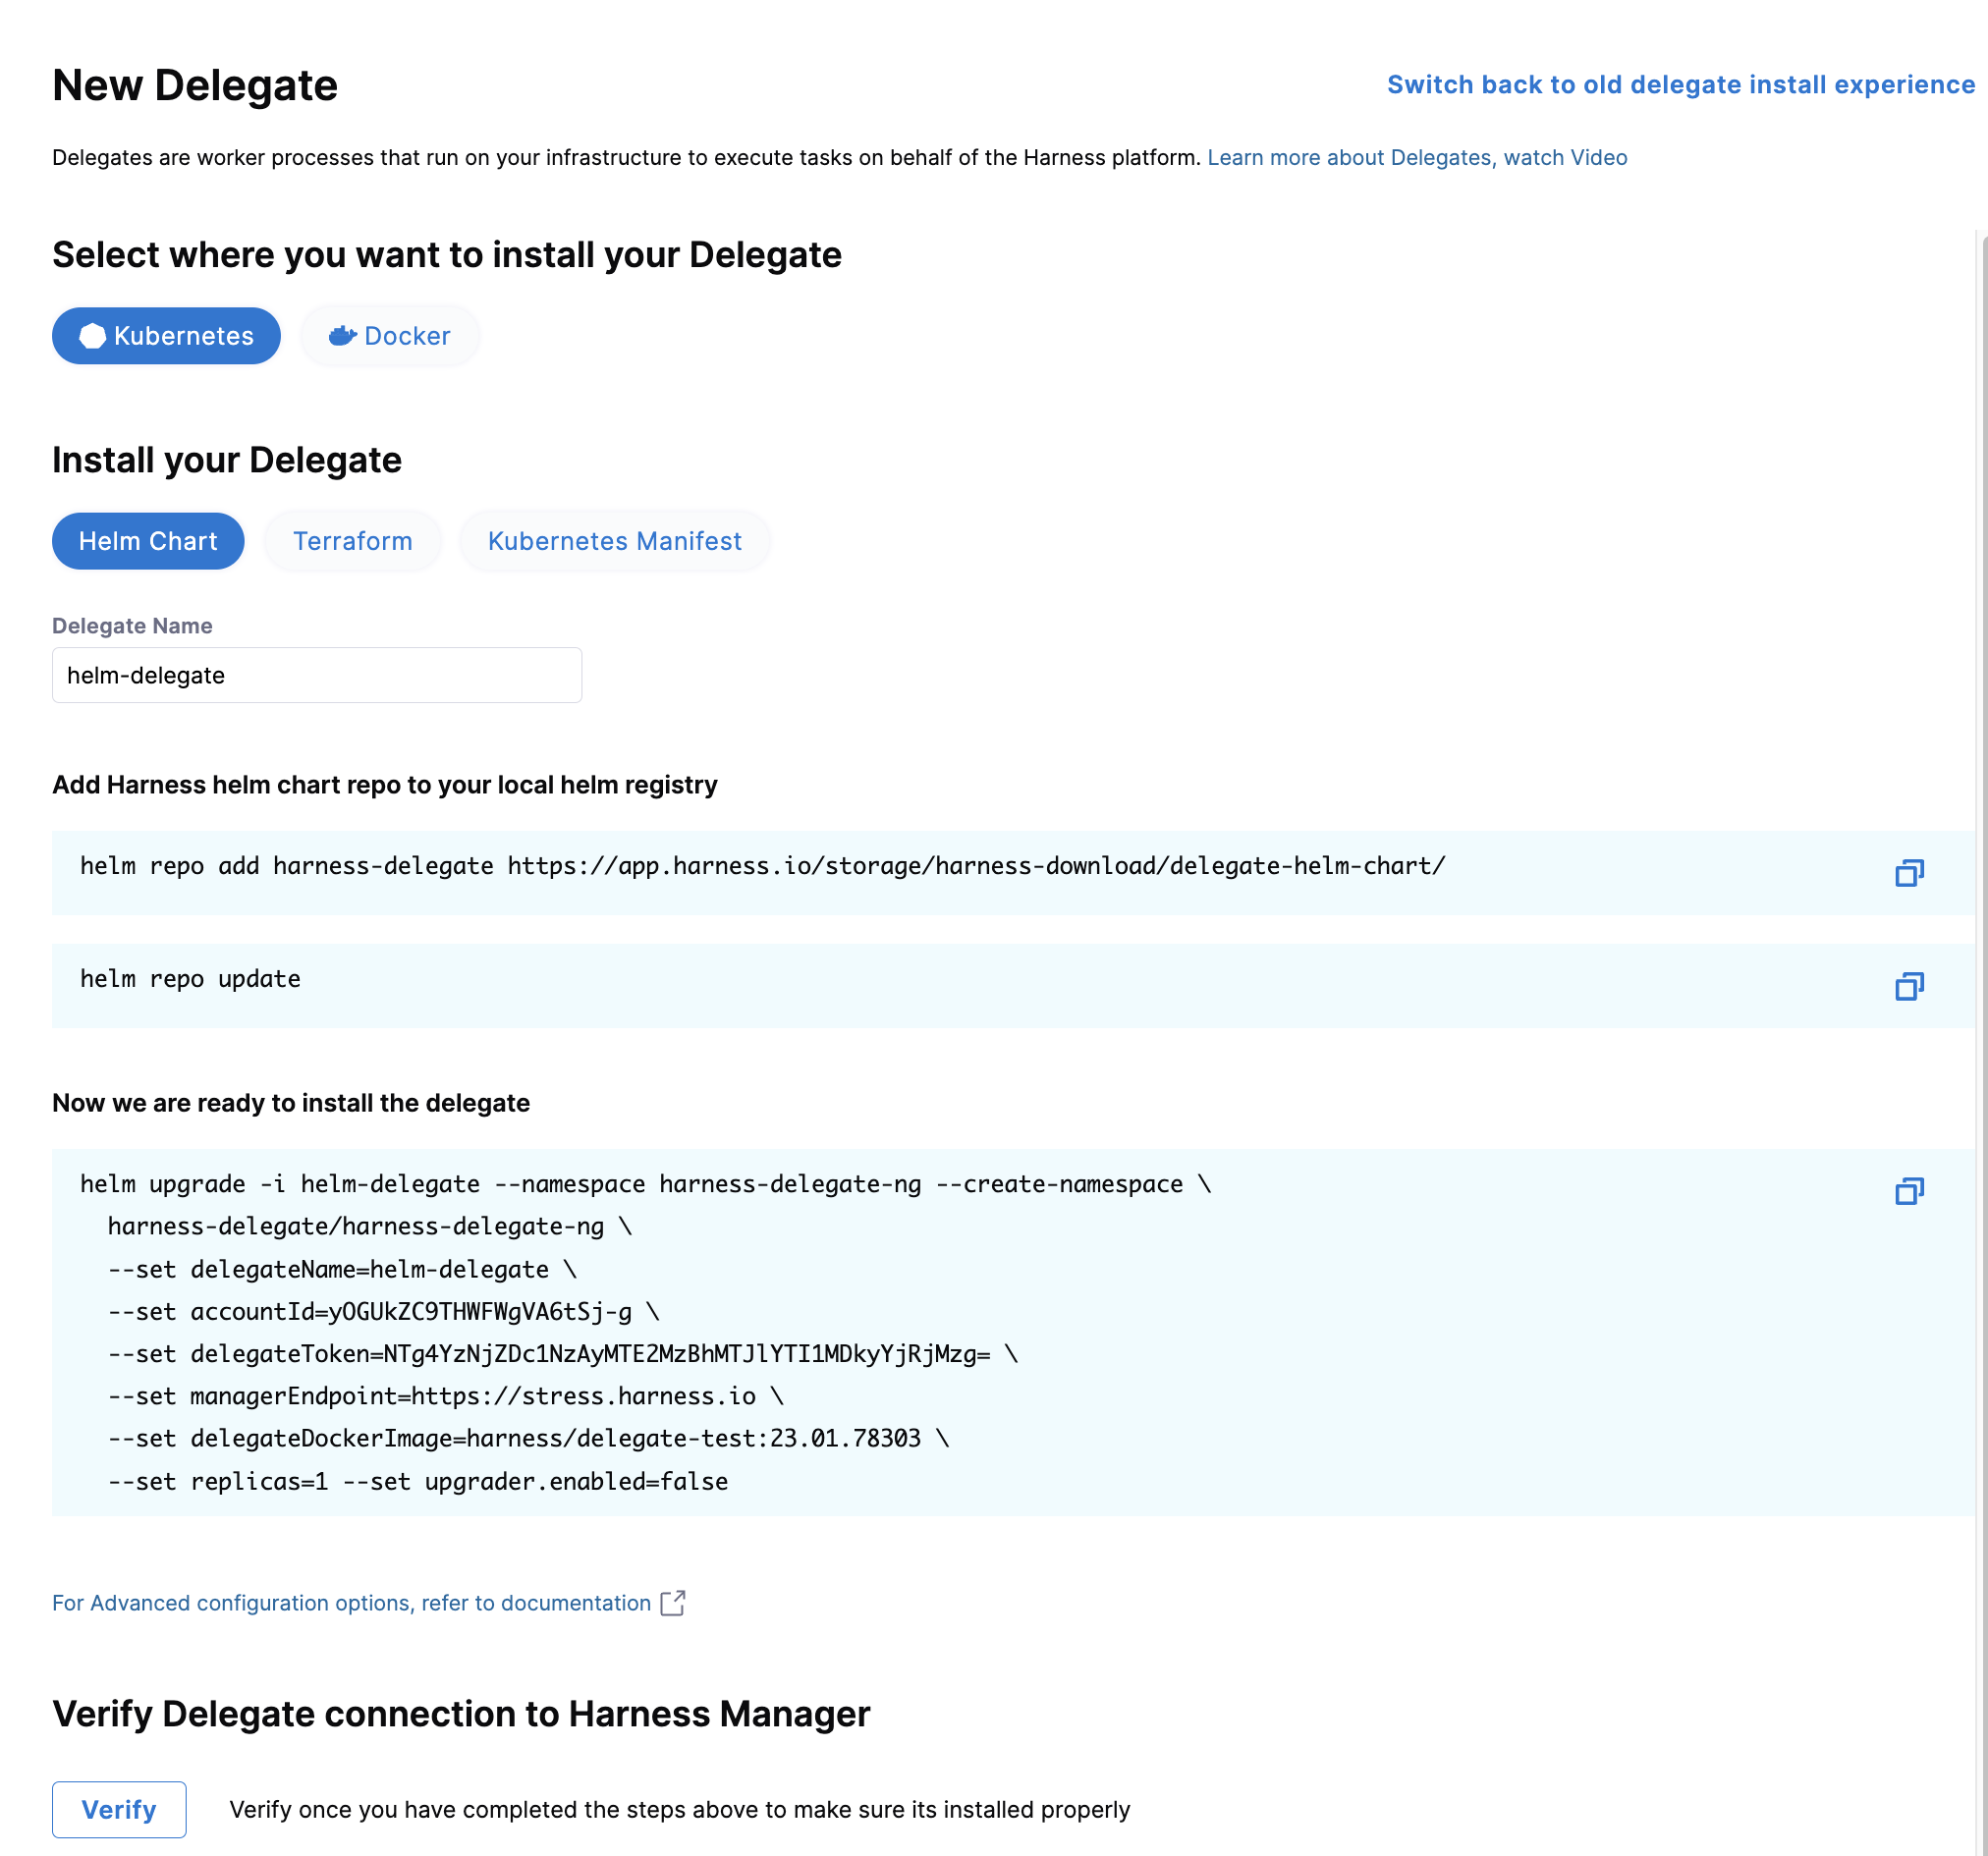 New Delegate
Switch back to old delegate install experience
Delegates are worker processes that run on your infrastructure to execute tasks on behalf of the Harness platform. Learn more about Delegates, watch Video
Select where you want to install your Delegate
Kubernetes
Docker
Install your Delegate
Helm Chart
Terraform
Kubernetes Manifest
Delegate Name
helm-delegate
Add Harness helm chart repo to your local helm registry
helm repo add harness-delegate https://app.harness.io/storage/harness-download/delegate-helm-chart/
helm repo update
Now we are ready to install the delegate
helm upgrade -i helm-delegate --namespace harness-delegate-ng --create-namespace \
harness-delegate/harness-delegate-ng \
--set delegateName=helm-delegate \
--set accountId=yOGUkZC9THWFWgVA6tSj-g \
--set delegateToken=NTg4YzNjZDc1NzAyMTE2MzBhMTJlYTI1MDkyYjRjMzg= \
--set managerEndpoint=https://stress.harness.io \
--set delegateDockerImage=harness/delegate-test:23.01.78303 \
--set replicas=1 --set upgrader.enabled=false
For Advanced configuration options, refer to documentation
Verify Delegate connection to Harness Manager
Verify
Verify once you have completed the steps above to make sure its installed properly